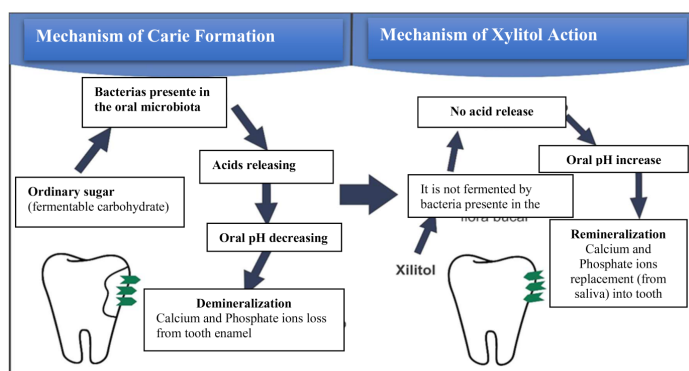 Mechanism of Carie Formation
Bacterias presente in
the oral microbiota
Acids releasing
Ordinary sugar
(fermentable carbohydrate)
Oral pH decreasing
Demineralization
Calcium and Phosphate ions loss
from tooth enamel
Mechanism of Xylitol Action
No acid release
Oral pH increase
It is not fermented by
bacteria presente in the
flora bucal
Xilitol
Remineralization
Calcium and
Phosphate ions
replacement (from
saliva) into tooth